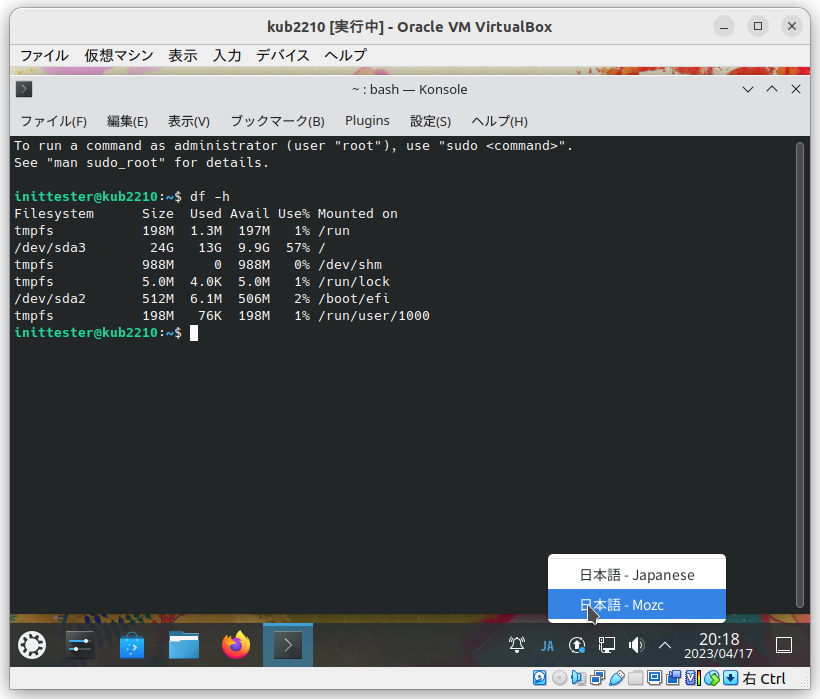 kub2210 [実行中] - Oracle VM VirtualBox
ファイル 仮想マシン 表示 入力 デバイス ヘルプ
~ : bash — Konsole
ファイル(F) 編集(E) 表示(V) ブックマーク(B) Plugins 設定(S) ヘルプ(H)
To run a command as administrator (user "root"), use "sudo <command>".
See "man sudo_root" for details.
inittester@kub2210:~$ df -h
Filesystem      Size  Used Avail Use% Mounted on
tmpfs           198M  1.3M  197M   1% /run
/dev/sda3        24G   13G  9.9G  57% /
tmpfs           988M     0  988M   0% /dev/shm
tmpfs           5.0M  4.0K  5.0M   1% /run/lock
/dev/sda2       512M  6.1M  506M   2% /boot/efi
tmpfs           198M   76K  198M   1% /run/user/1000
inittester@kub2210:~$
日本語 - Japanese
日本語 - Mozc
JA
20:18
2023/04/17
右 Ctrl